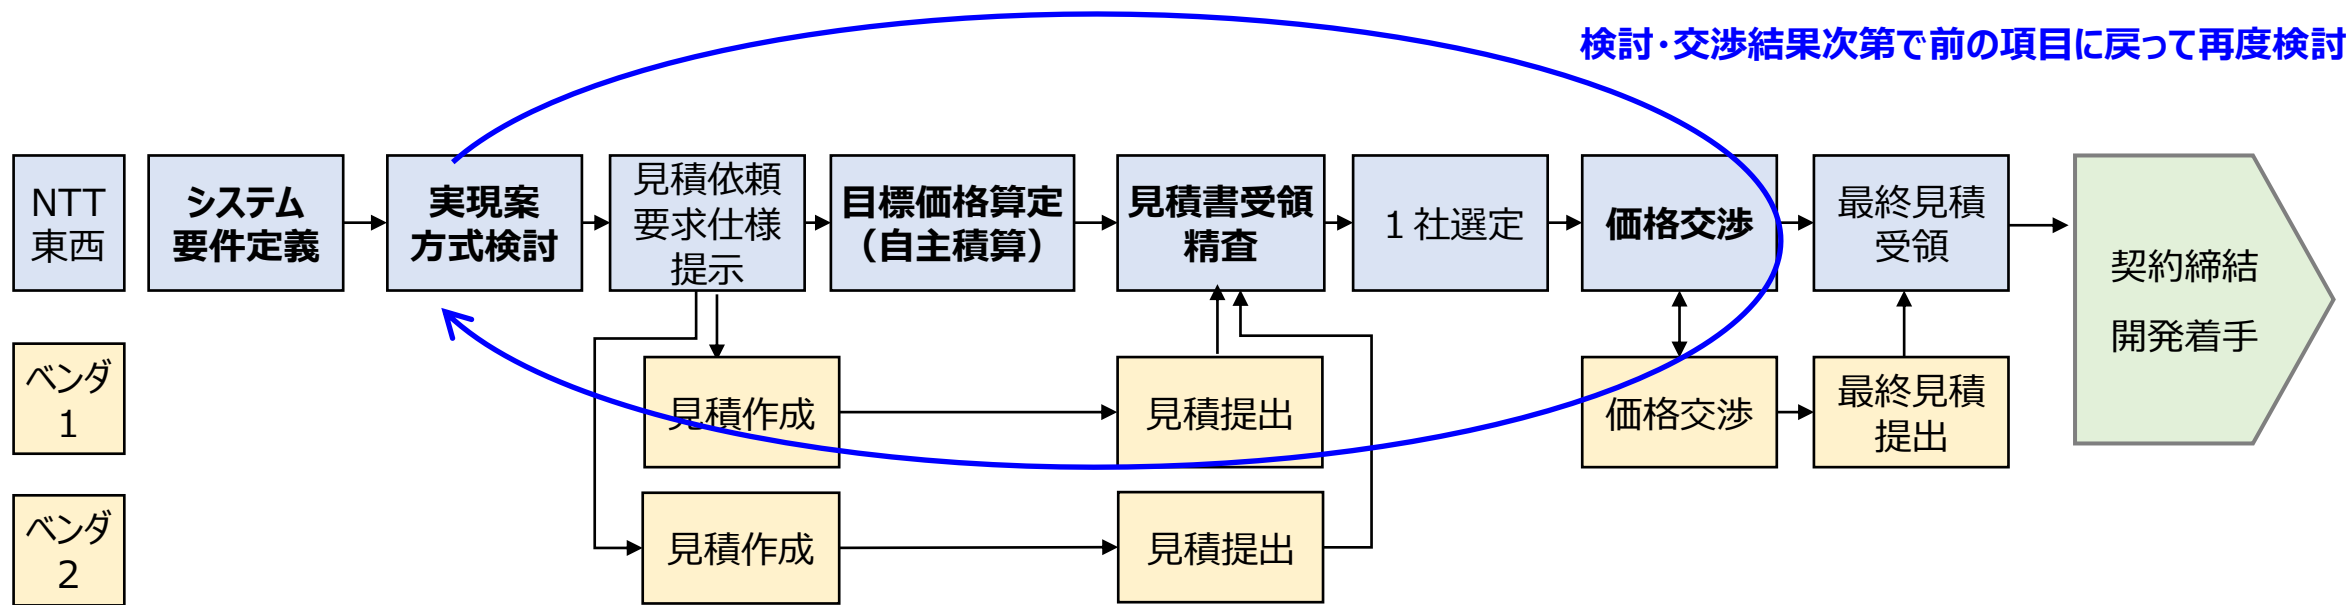 検討・交渉結果次第で前の項目に戻って再度検討
NTT
東西
システム
要件定義
実現案
方式検討
見積依頼
要求仕様
提示
目標価格算定
（自主積算）
見積書受領
精査
１社選定
価格交渉
最終見積
受領
契約締結
開発着手
ベンダ
1
見積作成
見積提出
価格交渉
最終見積
提出
ベンダ
2
見積作成
見積提出